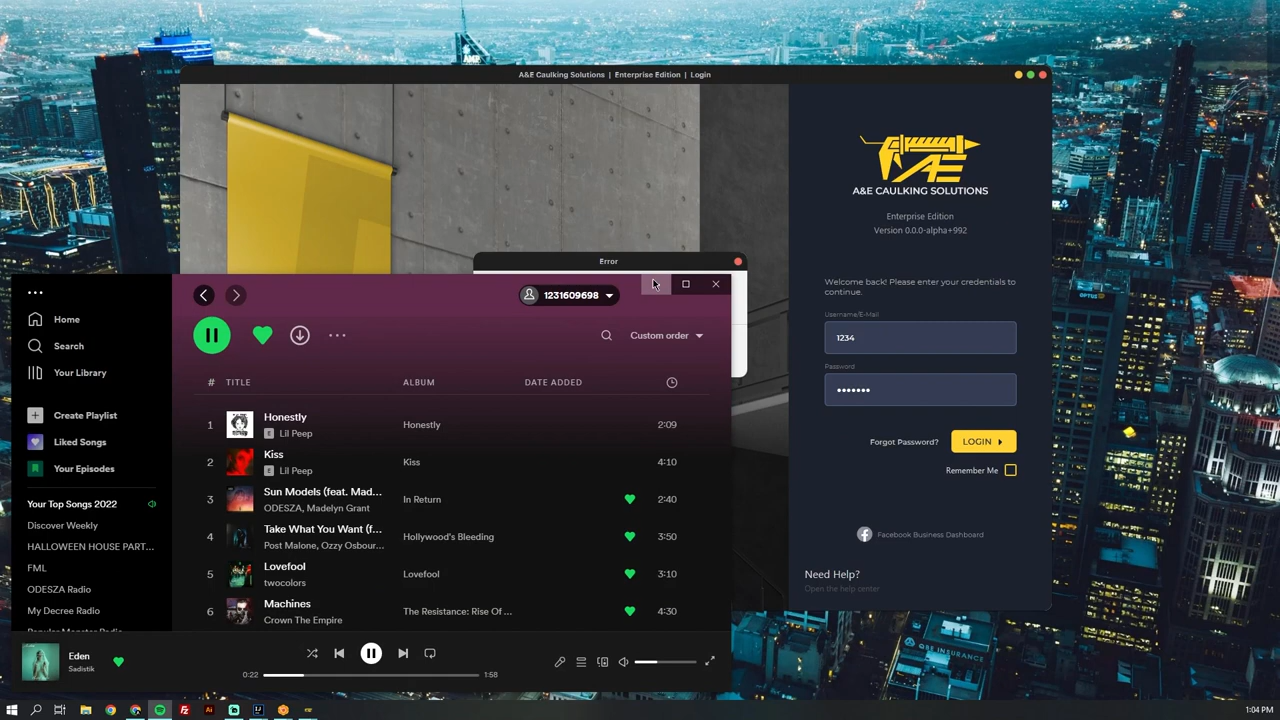 A&E Caulking Solutions | Enterprise Edition | Login
A&E CAULKING SOLUTIONS
Enterprise Edition
Version 0.0.0-alpha+992
Welcome back! Please enter your credentials to
continue.
Username/E-Mail
1234
Password
•••••••
Forgot Password?
LOGIN
Remember Me
Facebook Business Dashboard
Need Help?
Open the help center
Error
1231609698
Custom order
Home
Search
Your Library
Create Playlist
Liked Songs
Your Episodes
Your Top Songs 2022
Discover Weekly
HALLOWEEN HOUSE PART...
FML
ODESZA Radio
My Decree Radio
Popular Monster Radio
# TITLE ALBUM DATE ADDED
1 Honestly Honestly 2:09
E Lil Peep
2 Kiss Kiss 4:10
E Lil Peep
3 Sun Models (feat. Mad... In Return 2:40
ODESZA, Madelyn Grant
4 Take What You Want (f... Hollywood's Bleeding 3:50
Post Malone, Ozzy Osbour...
5 Lovefool Lovefool 3:10
twocolors
6 Machines The Resistance: Rise Of ... 4:30
Crown The Empire
Eden
Sadistik
0:22
1:58
OPTUS
QBE INSURANCE
1:04 PM